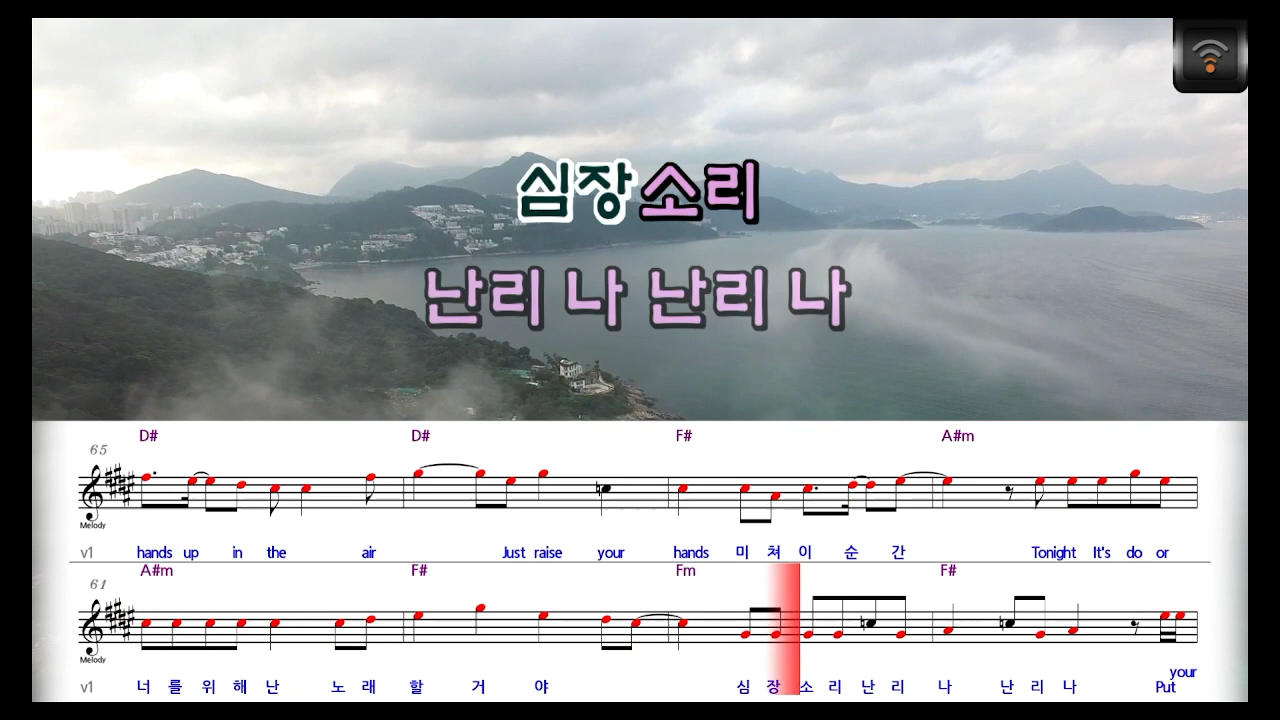 심장소리
난리 나 난리 나
D# D# F# A#m
65
Melody
v1 hands up in the air Just raise your hands 미 쳐 이 순 간 Tonight It's do or
A#m F# Fm F#
61
Melody
your
v1 너 를 위 해 난 노 래 할 거 야 심 장 소 리 난 리 나 난 리 나 Put